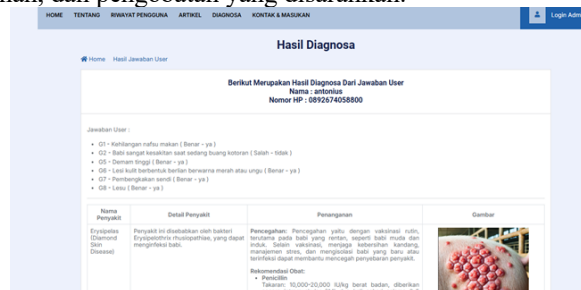 nan, dan pengobatan yang disarankan.
HOME TENTANG RIWAYAT PENGGUNA ARTIKEL DIAGNOSA KONTAK & MASUKAN Login Adm
Hasil Diagnosa
Home Hasil Jawaban User
Berikut Merupakan Hasil Diagnosa Dari Jawaban User
Nama : antonius
Nomor HP : 0892674058800
Jawaban User :
G1 - Kehilangan nafsu makan ( Benar - ya )
G2 - Babi sangat kesakitan saat sedang buang kotoran ( Salah - tidak )
G5 - Demam tinggi ( Benar - ya )
G6 - Lesi kulit berbentuk berlian berwarna merah atau ungu ( Benar - ya )
G7 - Pembengkakan sendi ( Benar - ya )
G8 - Lesu ( Benar - ya )
Nama Penyakit Detail Penyakit Penanganan Gambar
Erysipelas (Diamond Skin Disease)
Penyakit ini disebabkan oleh bakteri
Erysipelothrix rhusiopathiae, yang dapat
menginfeksi babi.
Pencegahan: Pencegahan yaitu dengan vaksinasi rutin,
terutama pada babi yang rentan, seperti babi muda dan
induk. Selain vaksinasi, menjaga kebersihan kandang,
manajemen stres, dan mengisolasi babi yang baru atau
terinfeksi dapat membantu mencegah penyebaran penyakit.
Rekomendasi Obat:
Penicillin
Takaran: 10,000-20,000 IU/kg berat badan, diberikan